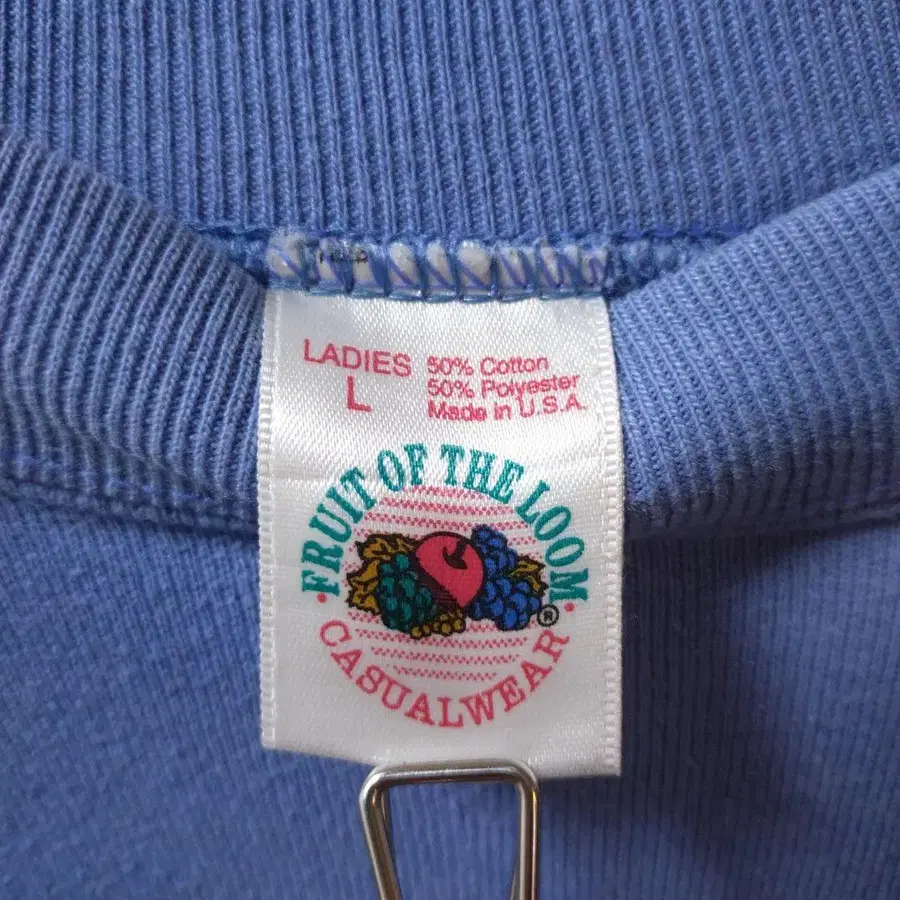 LADIES
L
50% Cotton
50% Polyester
Made in U.S.A.
·FRUIT OF THE LOOM·
®
CASUALWEAR